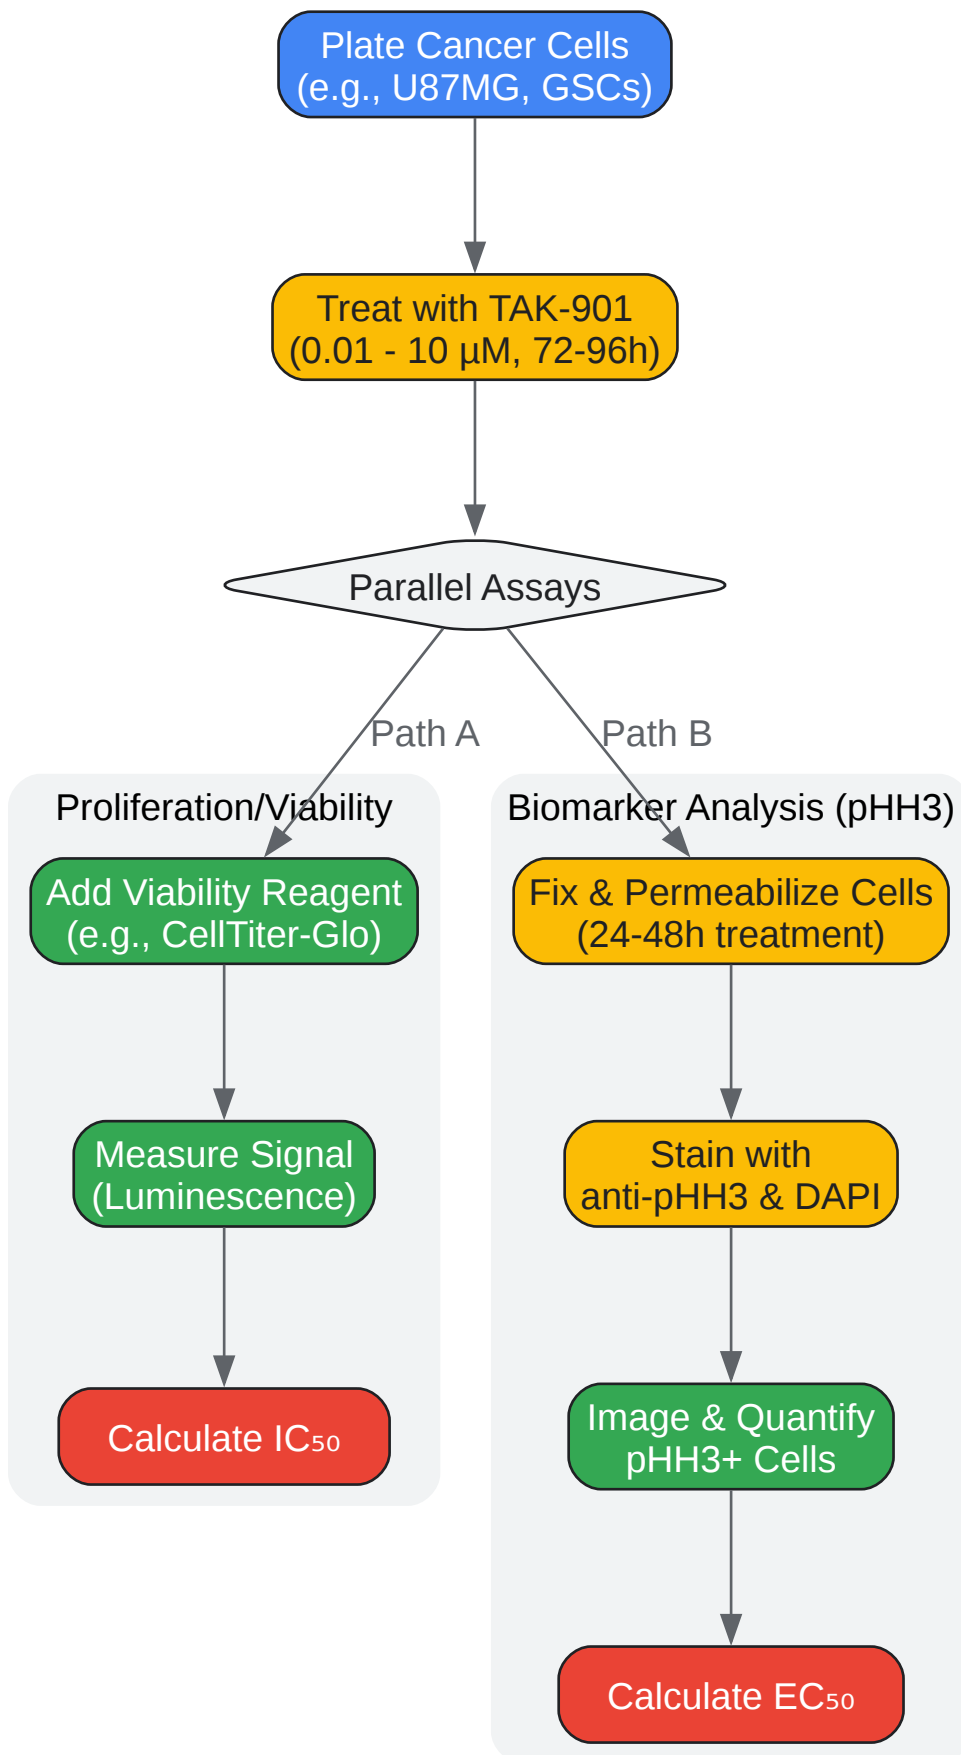 Plate Cancer Cells
(e.g., U87MG, GSCs)
Treat with TAK-901
(0.01 - 10 µM, 72-96h)
Parallel Assays
Path A
Path B
Proliferation/Viability
Add Viability Reagent
(e.g., CellTiter-Glo)
Measure Signal
(Luminescence)
Calculate IC₅₀
Biomarker Analysis (pHH3)
Fix & Permeabilize Cells
(24-48h treatment)
Stain with
anti-pHH3 & DAPI
Image & Quantify
pHH3+ Cells
Calculate EC₅₀